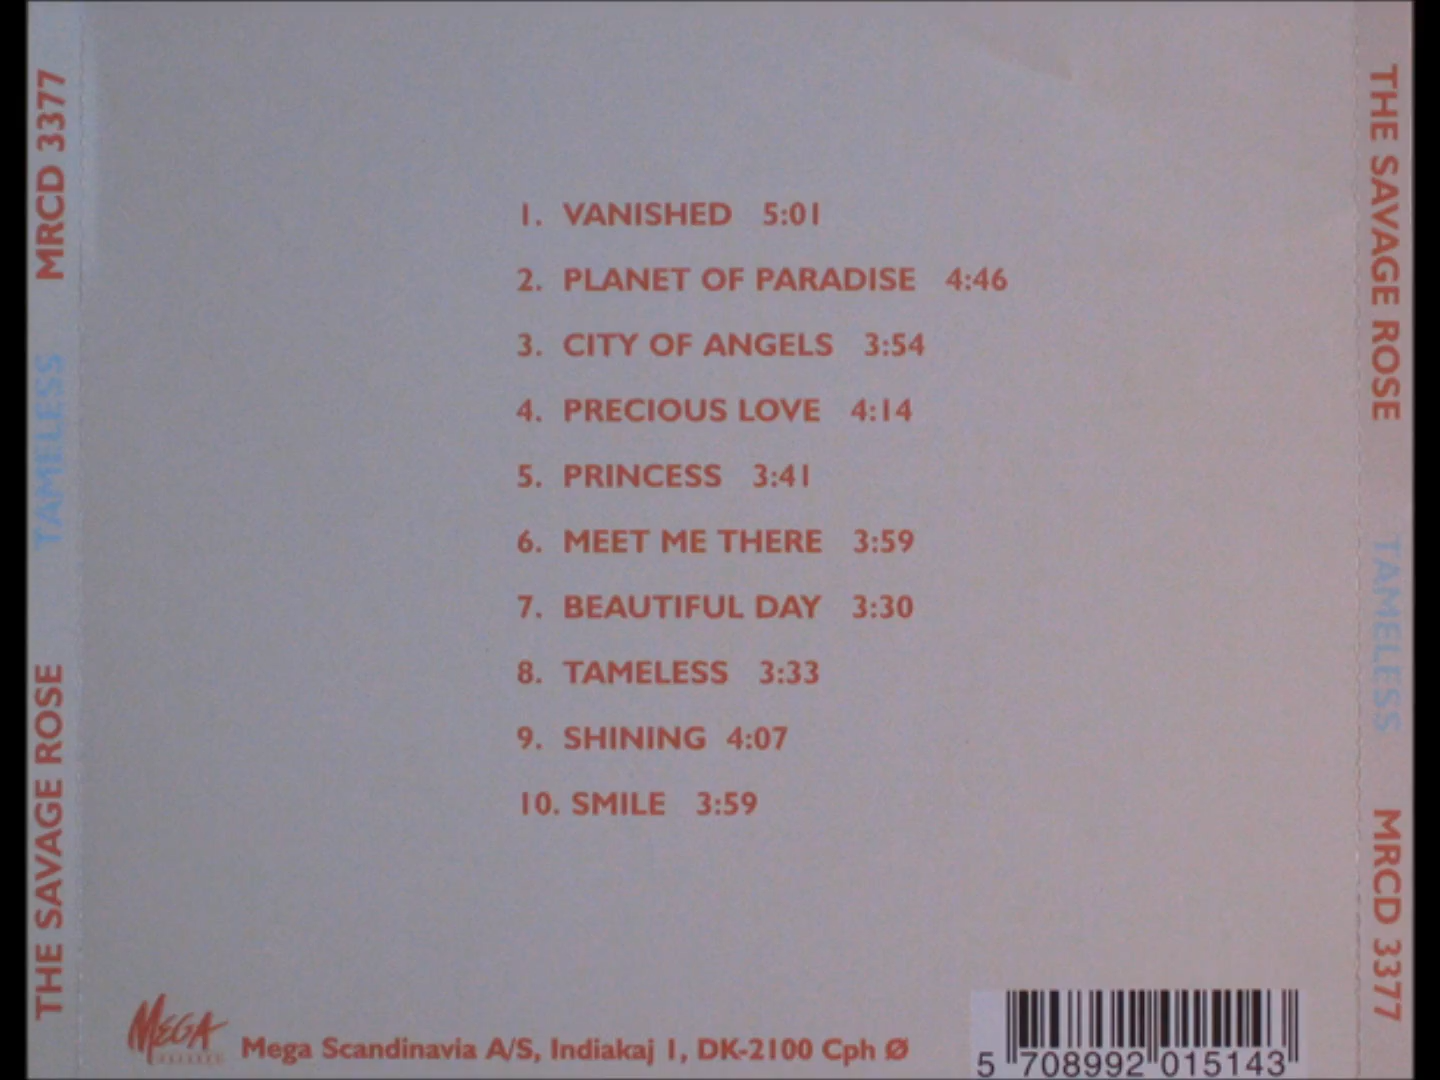 MRCD 3377
TAMELESS
THE SAVAGE ROSE
1. VANISHED 5:01
2. PLANET OF PARADISE 4:46
3. CITY OF ANGELS 3:54
4. PRECIOUS LOVE 4:14
5. PRINCESS 3:41
6. MEET ME THERE 3:59
7. BEAUTIFUL DAY 3:30
8. TAMELESS 3:33
9. SHINING 4:07
10. SMILE 3:59
MEGA
Mega Scandinavia A/S, Indiakaj 1, DK-2100 Cph Ø
5 708992 015143
THE SAVAGE ROSE
TAMELESS
MRCD 3377